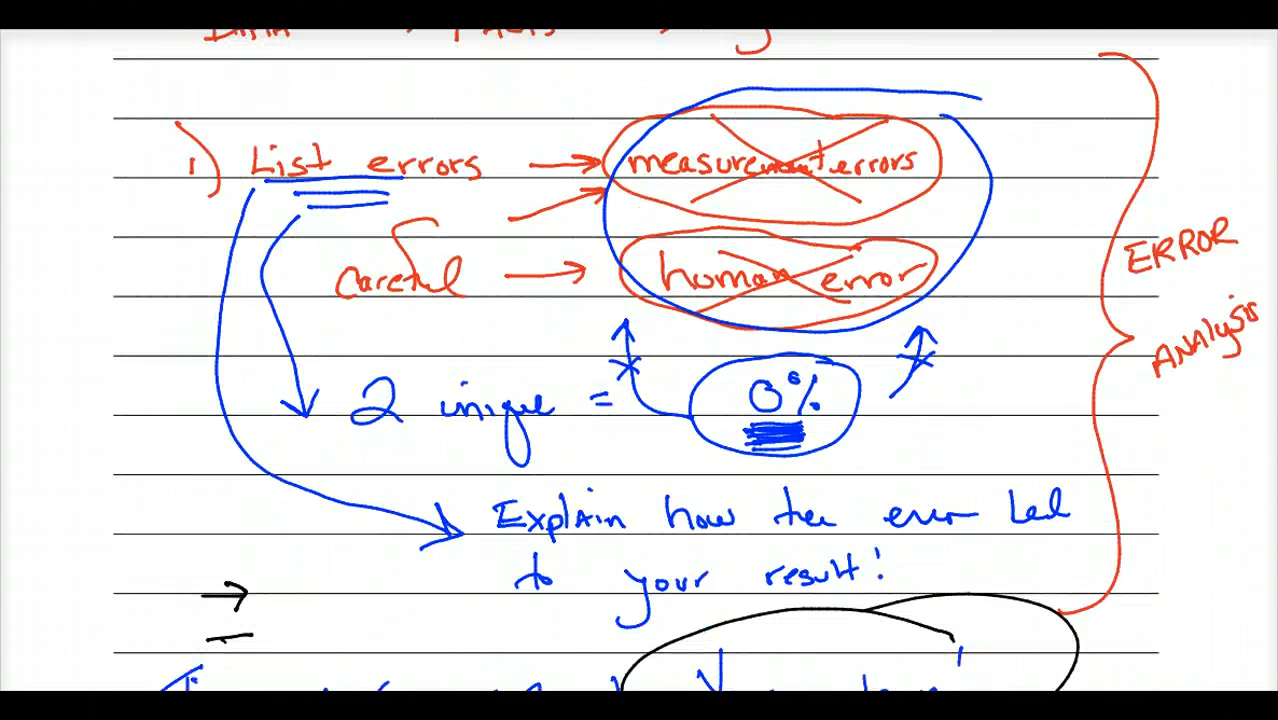 1) List errors → measurement errors
careful → human error
ERROR
ANALYSIS
2 unique = 0%
Explain how the error led
to your result!